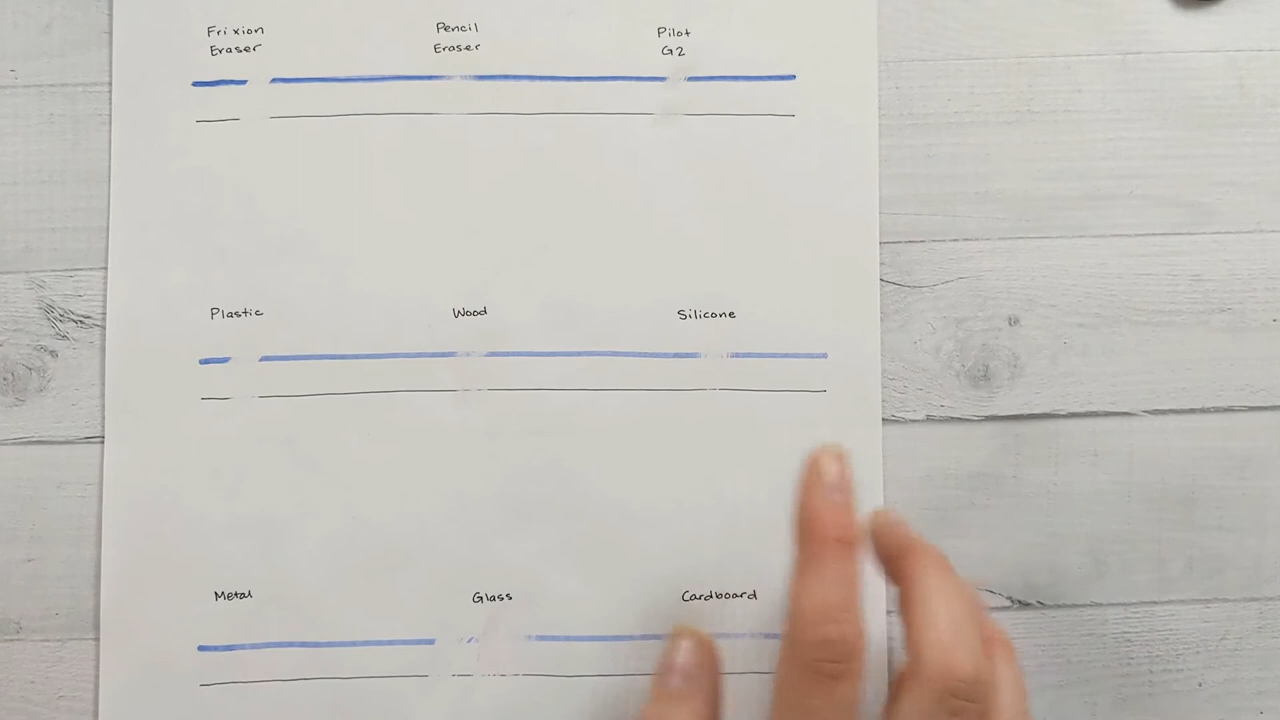 Frixion Eraser
Pencil Eraser
Pilot G2
Plastic
Wood
Silicone
Metal
Glass
Cardboard